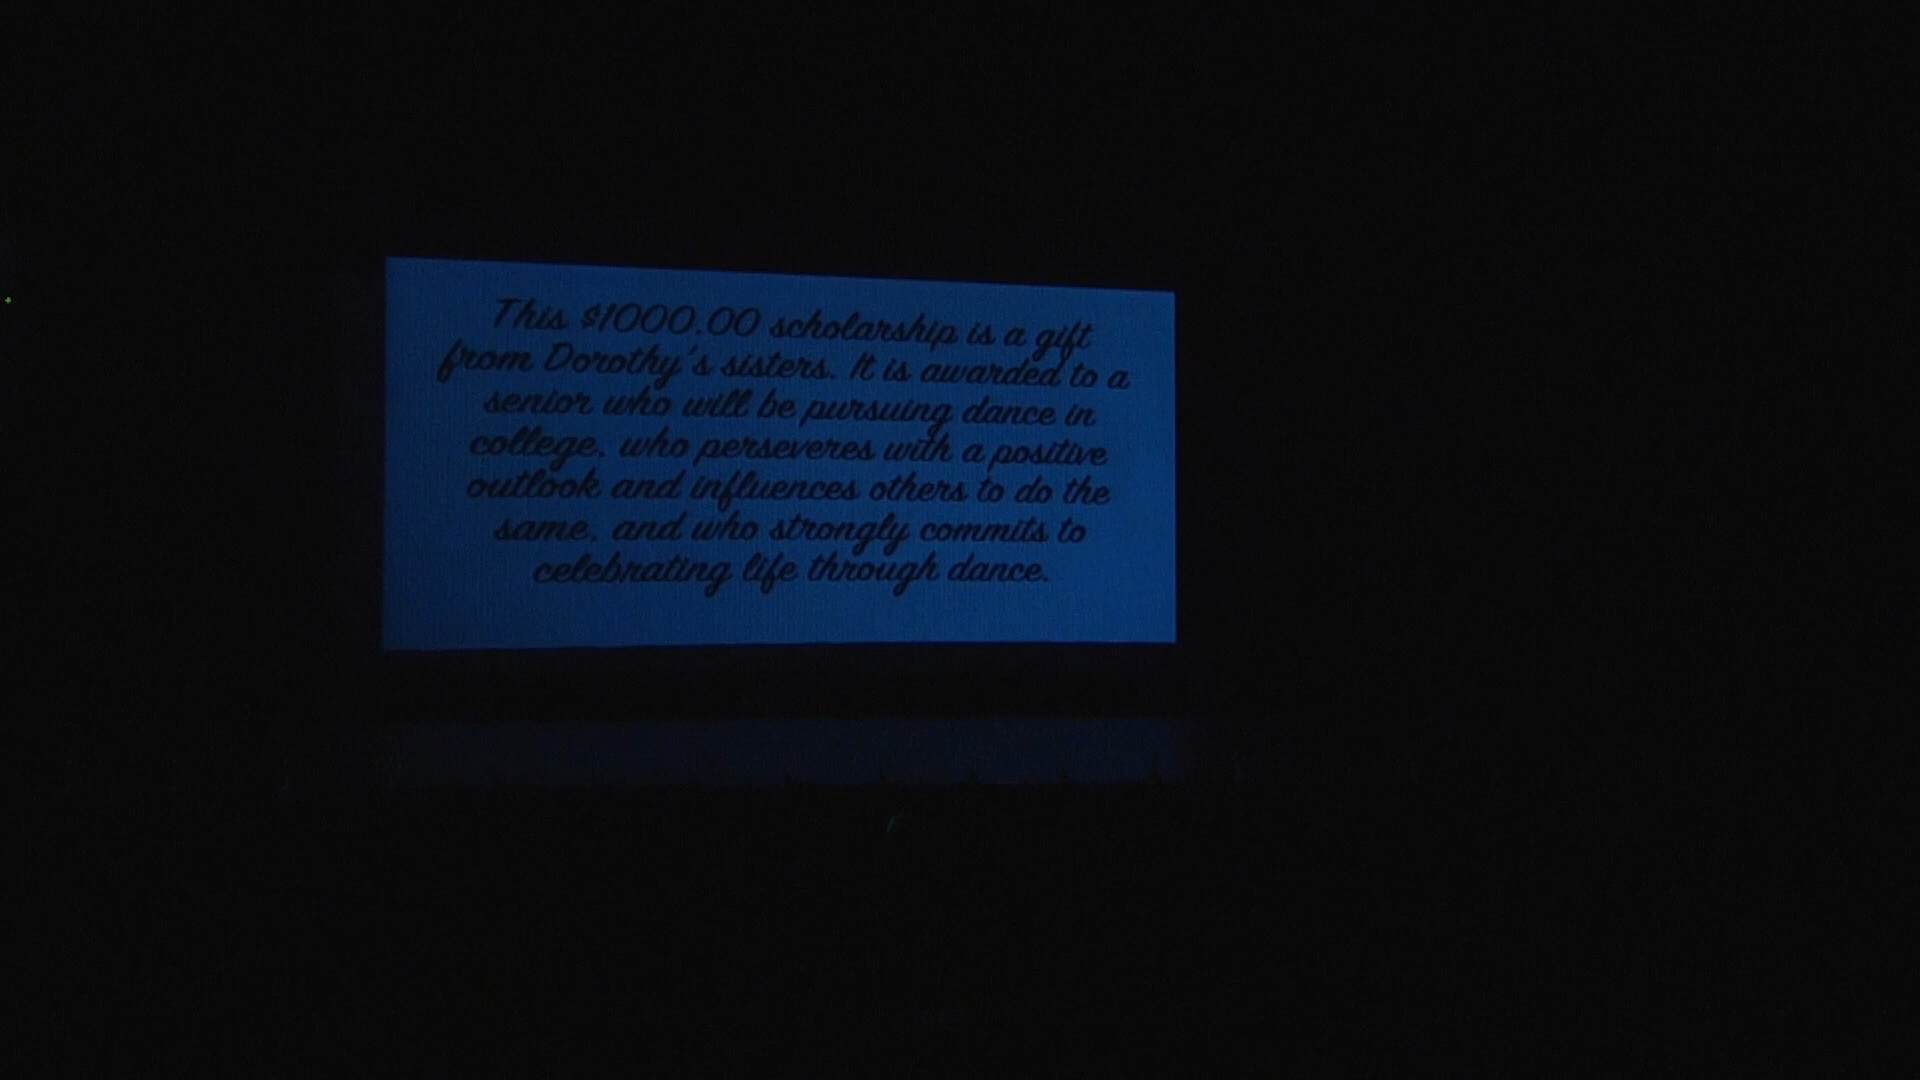 This $1000.00 scholarship is a gift
from Dorothy's sisters. It is awarded to a
senior who will be pursuing dance in
college, who perseveres with a positive
outlook and influences others to do the
same, and who strongly commits to
celebrating life through dance.